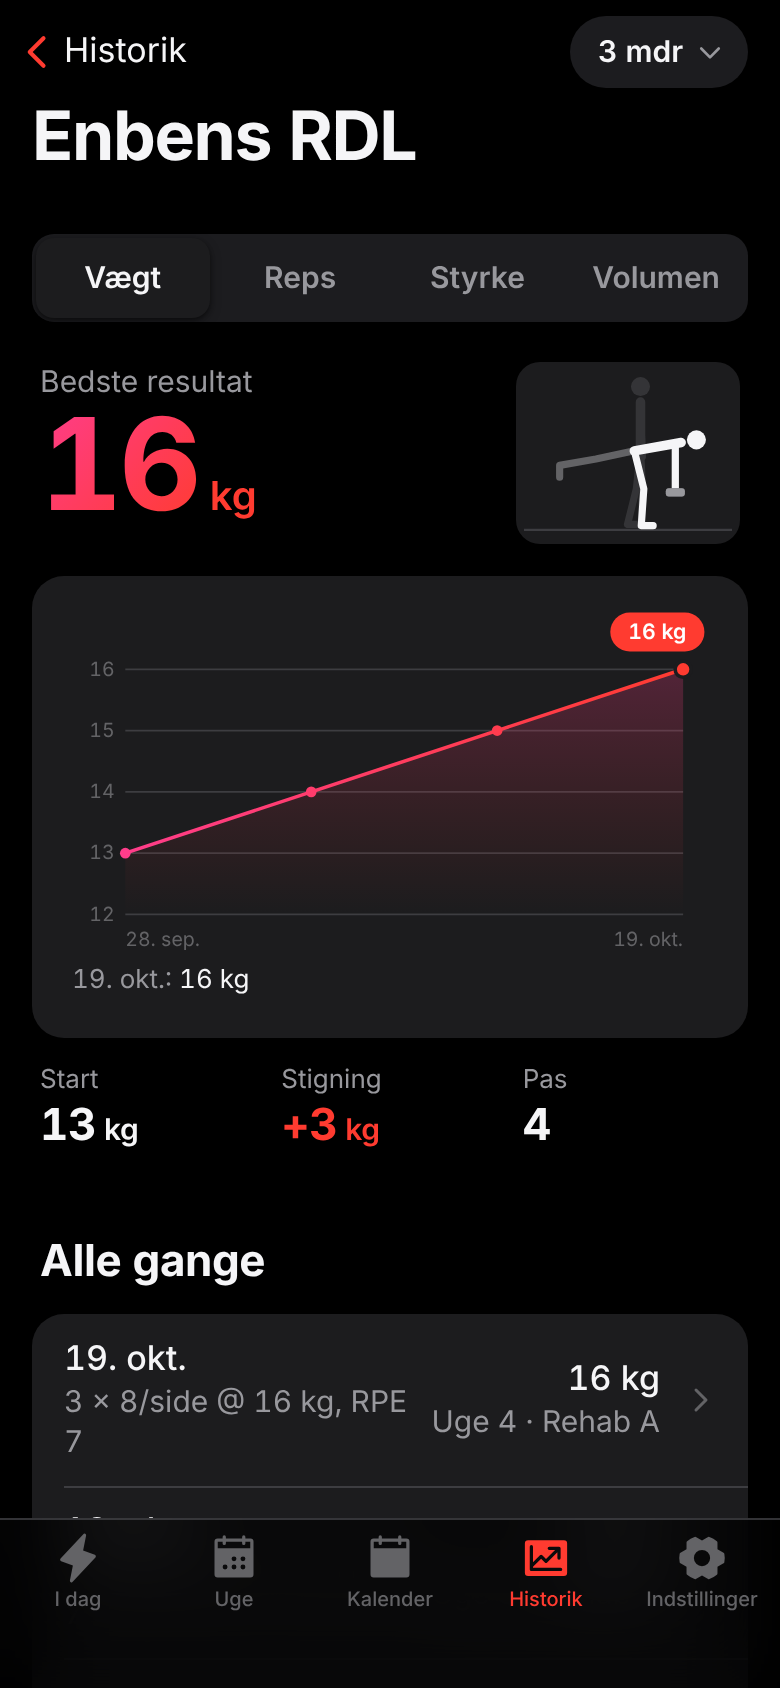 Historik
3 mdr
Enbens RDL
Vægt
Reps
Styrke
Volumen
Bedste resultat
16 kg
16 kg
16
15
14
13
12
28. sep.
19. okt.
19. okt.: 16 kg
Start
13 kg
Stigning
+3 kg
Pas
4
Alle gange
19. okt.
3 × 8/side @ 16 kg, RPE
7
16 kg
Uge 4 · Rehab A
I dag
Uge
Kalender
Historik
Indstillinger